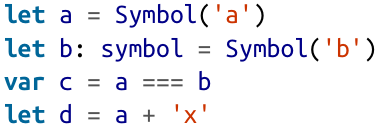 let a = Symbol('a')
let b: symbol = Symbol('b')
var c = a === b
let d = a + 'x'